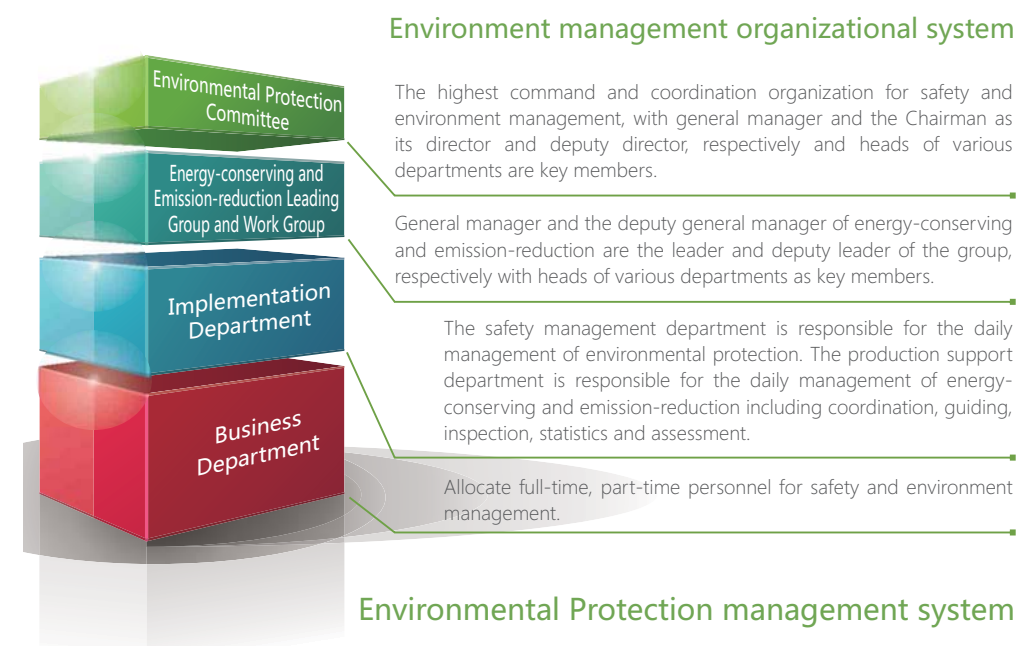 Environment management organizational system
Environmental Protection
Committee
The highest command and coordination organization for safety and
environment management, with general manager and the Chairman as
its director and deputy director, respectively and heads of various
departments are key members.
Energy-conserving and
Emission-reduction Leading
Group and Work Group
General manager and the deputy general manager of energy-conserving
and emission-reduction are the leader and deputy leader of the group,
respectively with heads of various departments as key members.
Implementation
Department
The safety management department is responsible for the daily
management of environmental protection. The production support
department is responsible for the daily management of energy-
conserving and emission-reduction including coordination, guiding,
inspection, statistics and assessment.
Business
Department
Allocate full-time, part-time personnel for safety and environment
management.
Environmental Protection management system